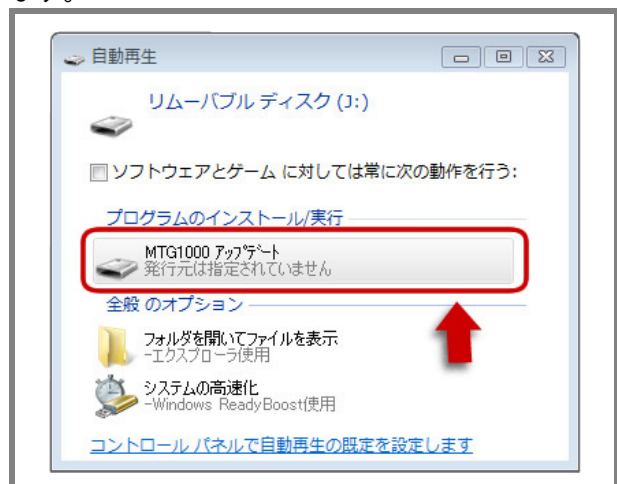 自動再生
リムーバブル ディスク (J:)
ソフトウェアとゲーム に対しては常に次の動作を行う:
プログラムのインストール/実行
MTG1000 アップデート
発行元は指定されていません
全般 のオプション
フォルダを開いてファイルを表示
-エクスプローラ使用
システムの高速化
-Windows ReadyBoost使用
コントロール パネルで自動再生の既定を設定します